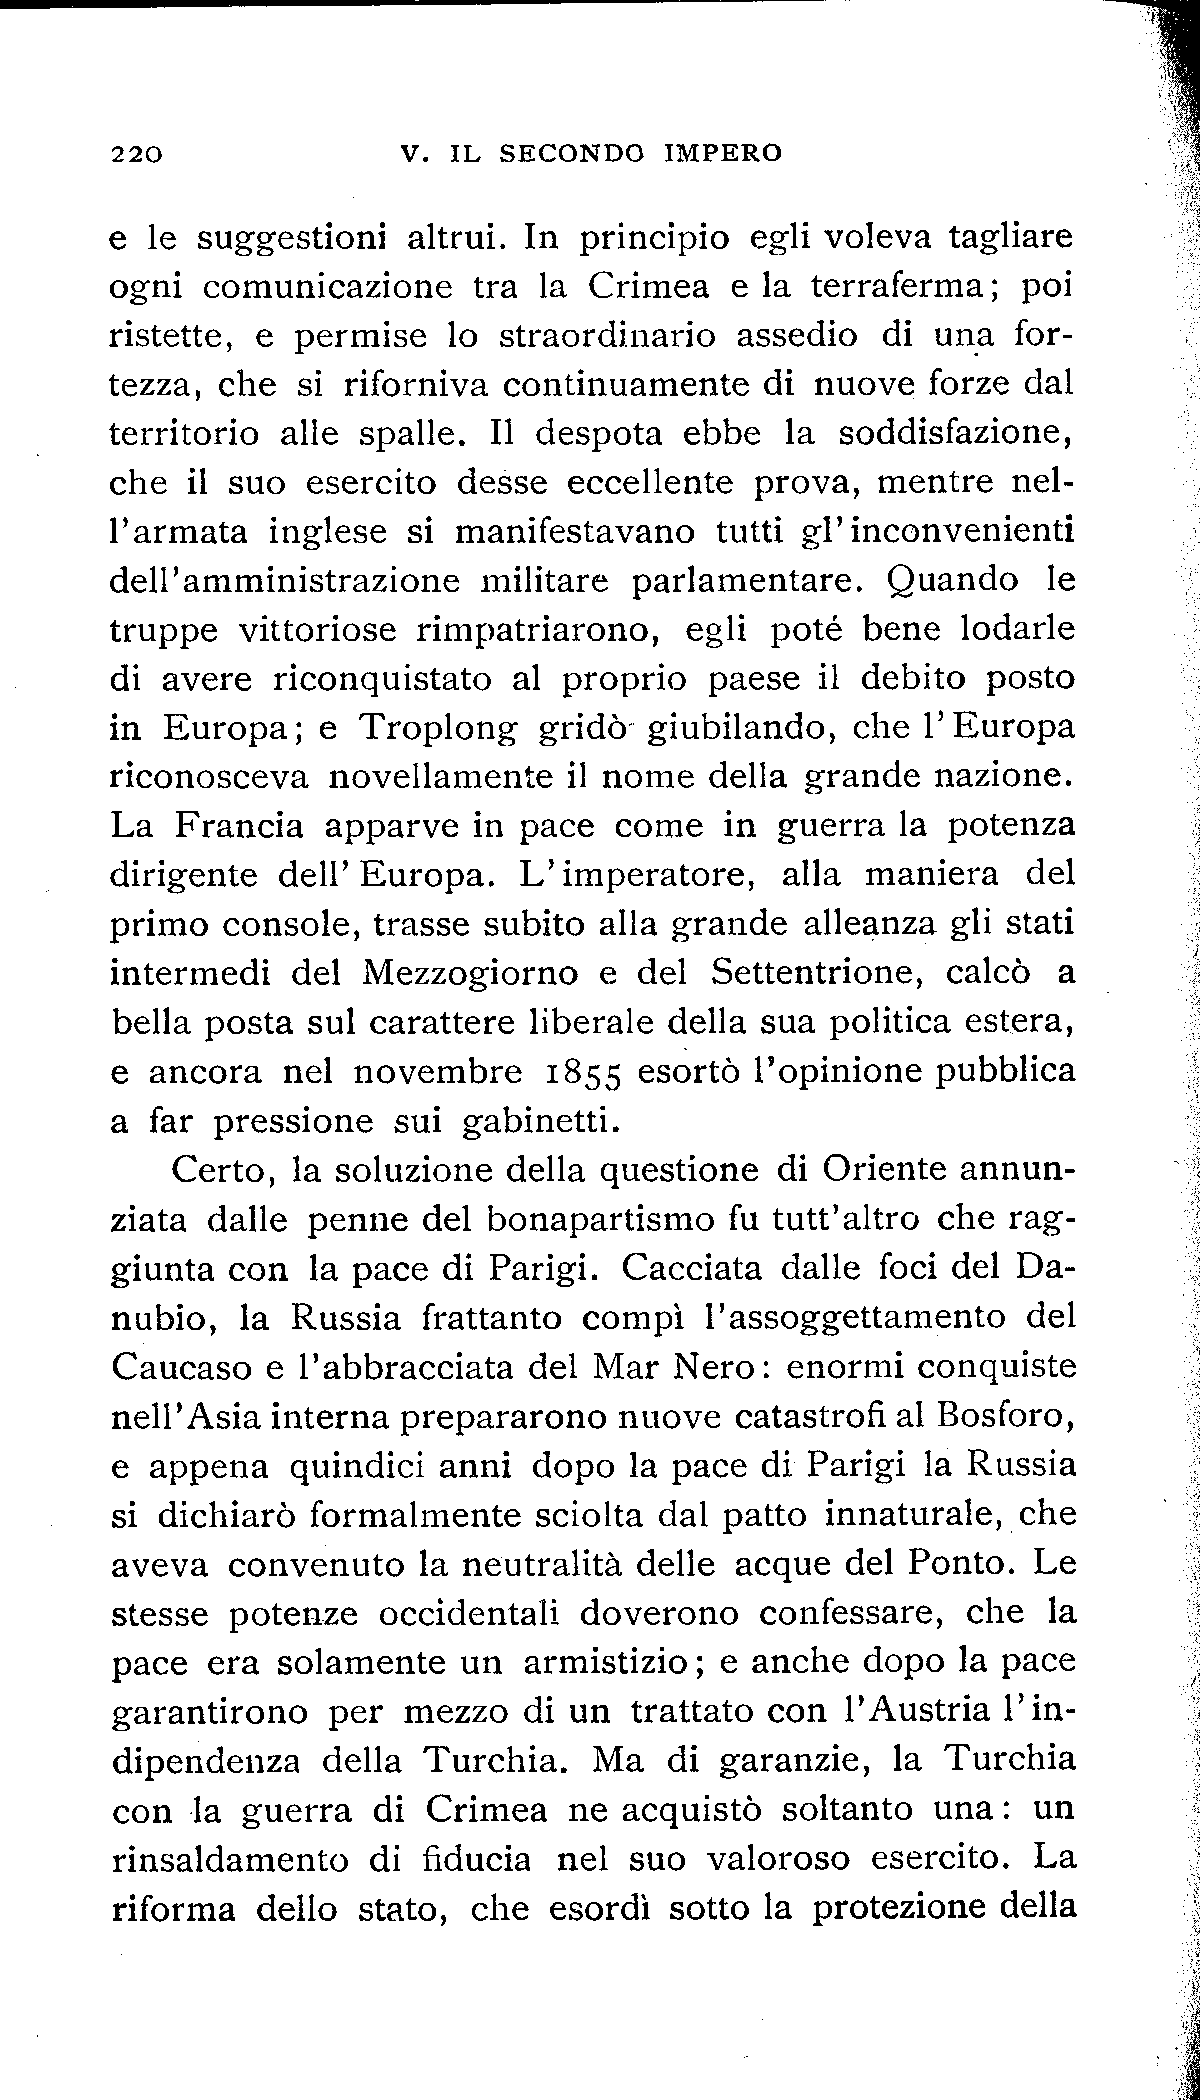 220 V. IL SECONDO IMPERO
e le suggestioni altrui. In principio egli voleva tagliare
ogni comunicazione tra la Crimea e la terraferma; poi
ristette, e permise lo straordinario assedio di una for-
tezza, che si riforniva continuamente di nuove forze dal
territorio alle spalle. Il despota ebbe la soddisfazione,
che il suo esercito desse eccellente prova, mentre nel-
l'armata inglese si manifestavano tutti gl'inconvenienti
dell'amministrazione militare parlamentare. Quando le
truppe vittoriose rimpatriarono, egli poté bene lodarle
di avere riconquistato al proprio paese il debito posto
in Europa; e Troplong gridò giubilando, che l'Europa
riconosceva novellamente il nome della grande nazione.
La Francia apparve in pace come in guerra la potenza
dirigente dell'Europa. L'imperatore, alla maniera del
primo console, trasse subito alla grande alleanza gli stati
intermedi del Mezzogiorno e del Settentrione, calcò a
bella posta sul carattere liberale della sua politica estera,
e ancora nel novembre 1855 esortò l'opinione pubblica
a far pressione sui gabinetti.
Certo, la soluzione della questione di Oriente annun-
ziata dalle penne del bonapartismo fu tutt'altro che rag-
giunta con la pace di Parigi. Cacciata dalle foci del Da-
nubio, la Russia frattanto compì l'assoggettamento del
Caucaso e l'abbracciata del Mar Nero: enormi conquiste
nell'Asia interna prepararono nuove catastrofi al Bosforo,
e appena quindici anni dopo la pace di Parigi la Russia
si dichiarò formalmente sciolta dal patto innaturale, che
aveva convenuto la neutralità delle acque del Ponto. Le
stesse potenze occidentali doverono confessare, che la
pace era solamente un armistizio; e anche dopo la pace
garantirono per mezzo di un trattato con l'Austria l'in-
dipendenza della Turchia. Ma di garanzie, la Turchia
con la guerra di Crimea ne acquistò soltanto una: un
rinsaldamento di fiducia nel suo valoroso esercito. La
riforma dello stato, che esordì sotto la protezione della